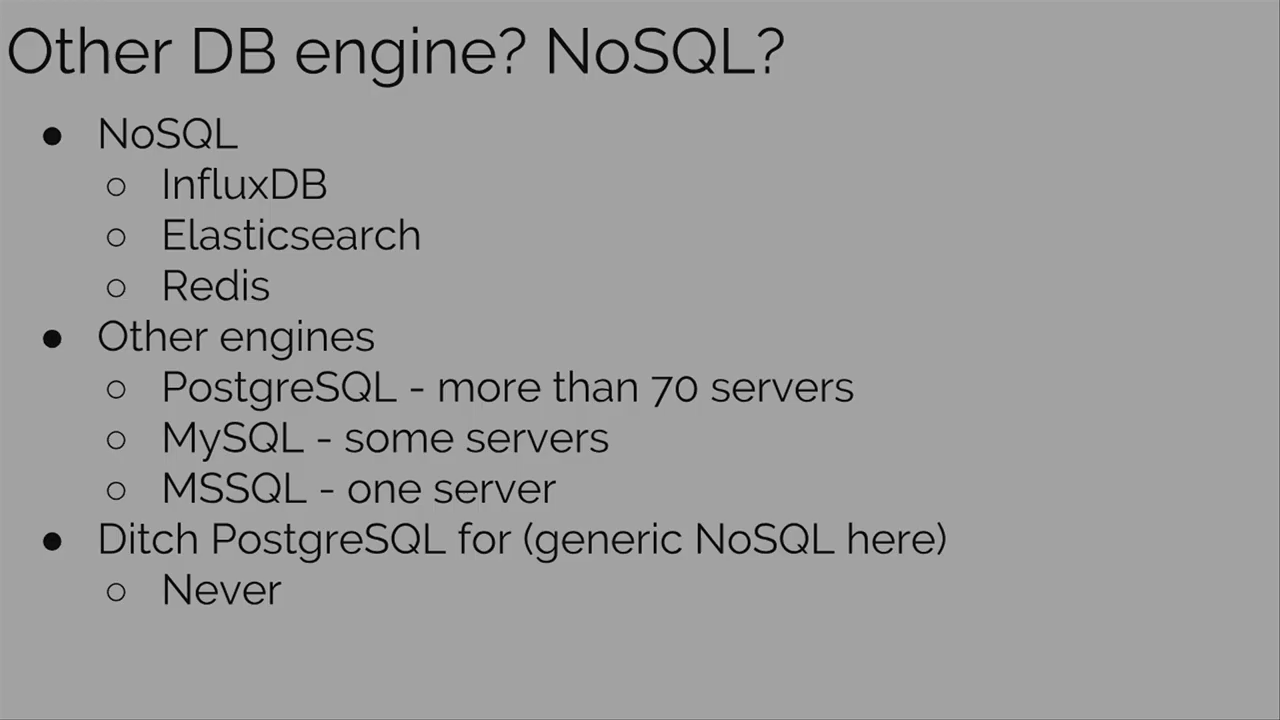 Other DB engine? NoSQL?
● NoSQL
○ InfluxDB
○ Elasticsearch
○ Redis
● Other engines
○ PostgreSQL - more than 70 servers
○ MySQL - some servers
○ MSSQL - one server
● Ditch PostgreSQL for (generic NoSQL here)
○ Never